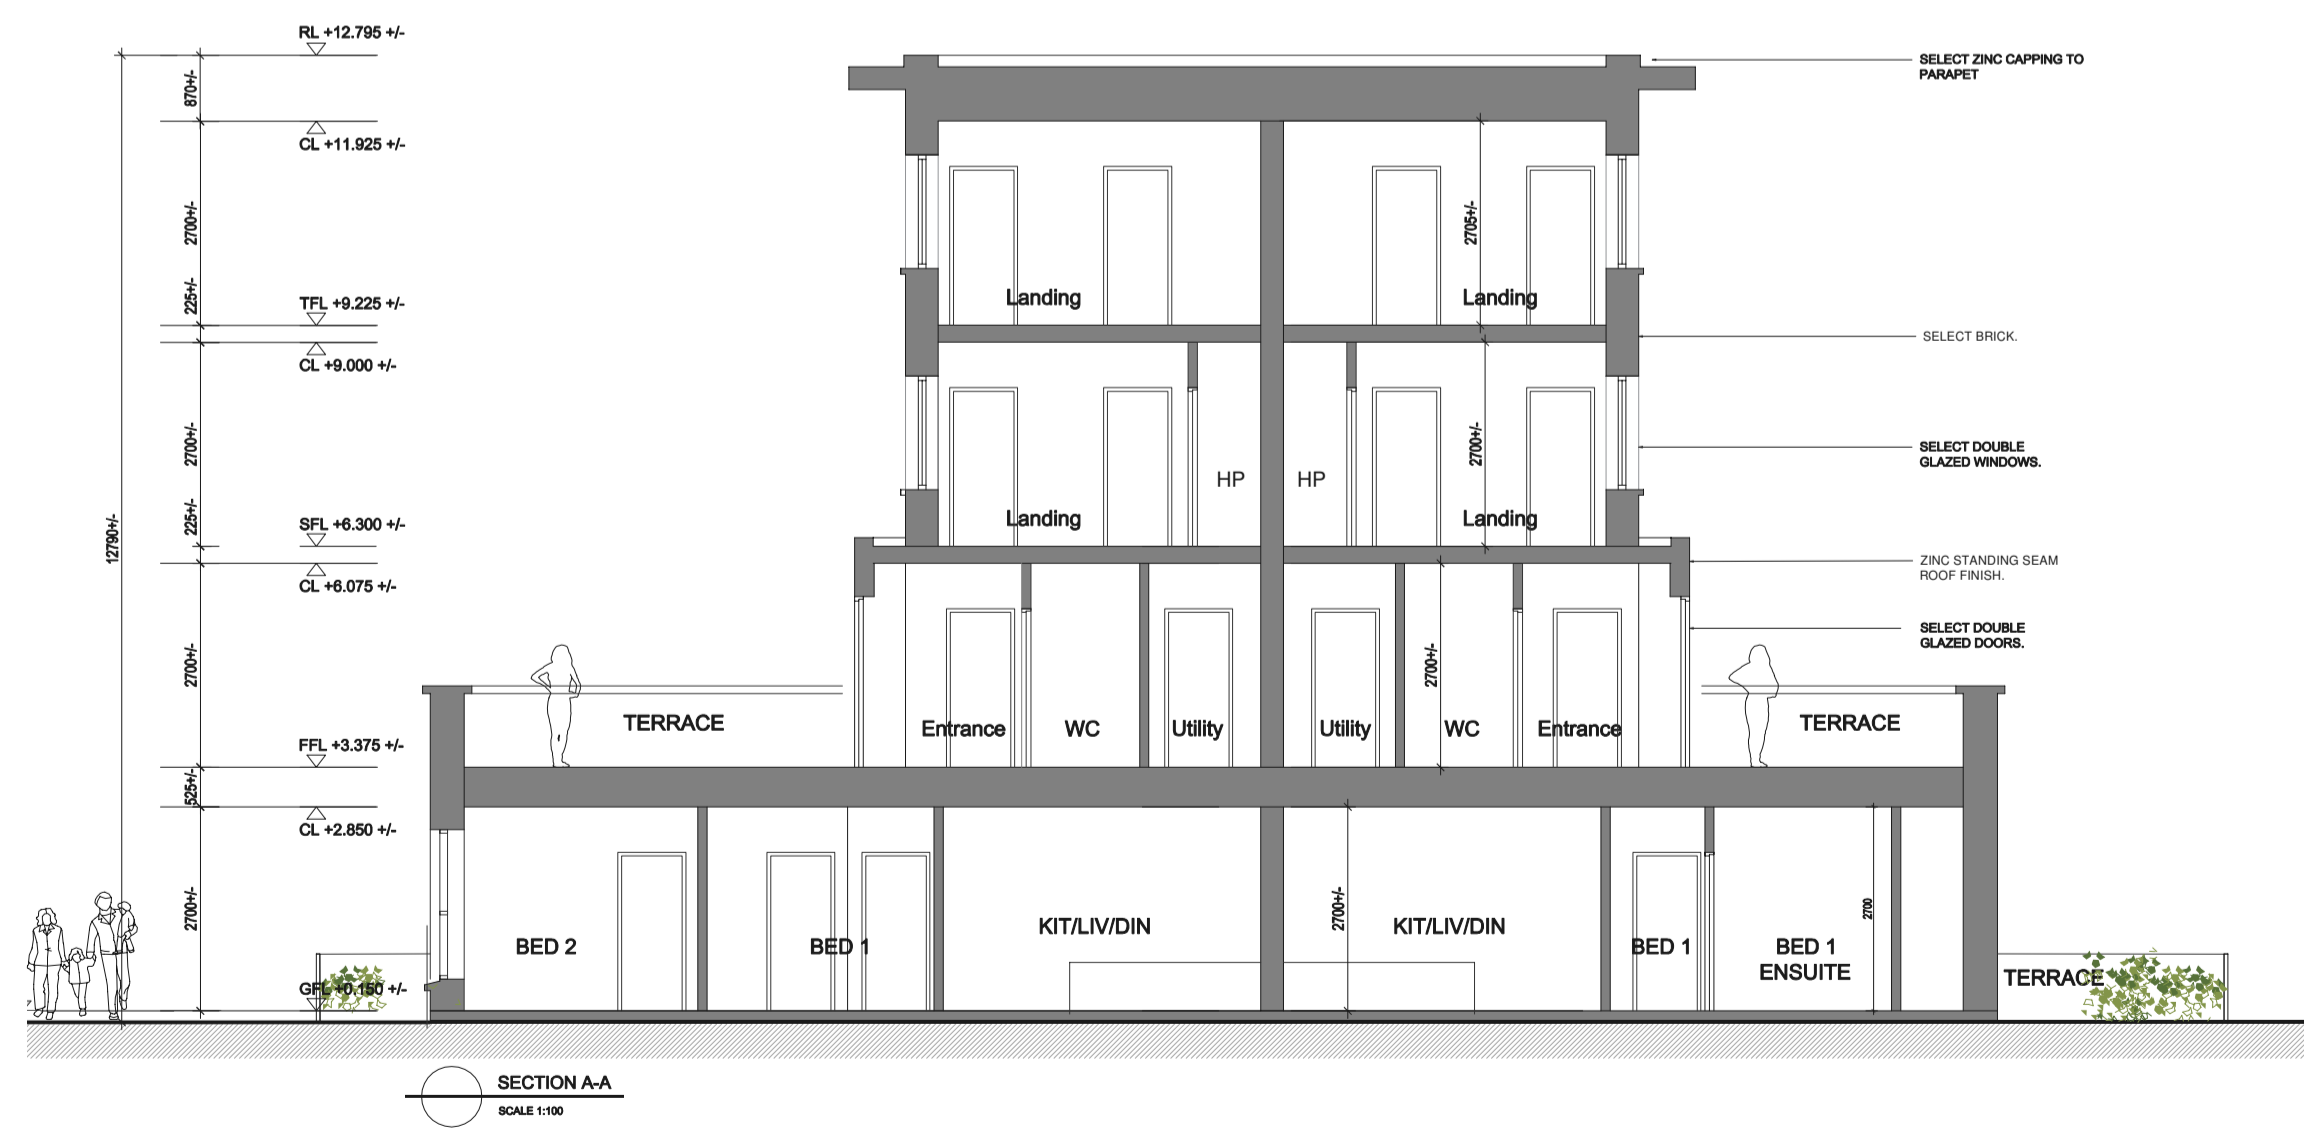 RL +12.795 +/-
870+/-
CL +11.925 +/-
2700+/-
225+/-
TFL +9.225 +/-
CL +9.000 +/-
2700+/-
225+/-
SFL +6.300 +/-
CL +6.075 +/-
12790+/-
2700+/-
FFL +3.375 +/-
525+/-
CL +2.850 +/-
2700+/-
GFL +0.150 +/-
2705+/-
Landing
Landing
2700+/-
HP
HP
Landing
Landing
2700+/-
TERRACE
Entrance
WC
Utility
Utility
WC
Entrance
TERRACE
2700+/-
2700
BED 2
BED 1
KIT/LIV/DIN
KIT/LIV/DIN
BED 1
BED 1
ENSUITE
TERRACE
SELECT ZINC CAPPING TO
PARAPET
SELECT BRICK.
SELECT DOUBLE
GLAZED WINDOWS.
ZINC STANDING SEAM
ROOF FINISH.
SELECT DOUBLE
GLAZED DOORS.
SECTION A-A
SCALE 1:100